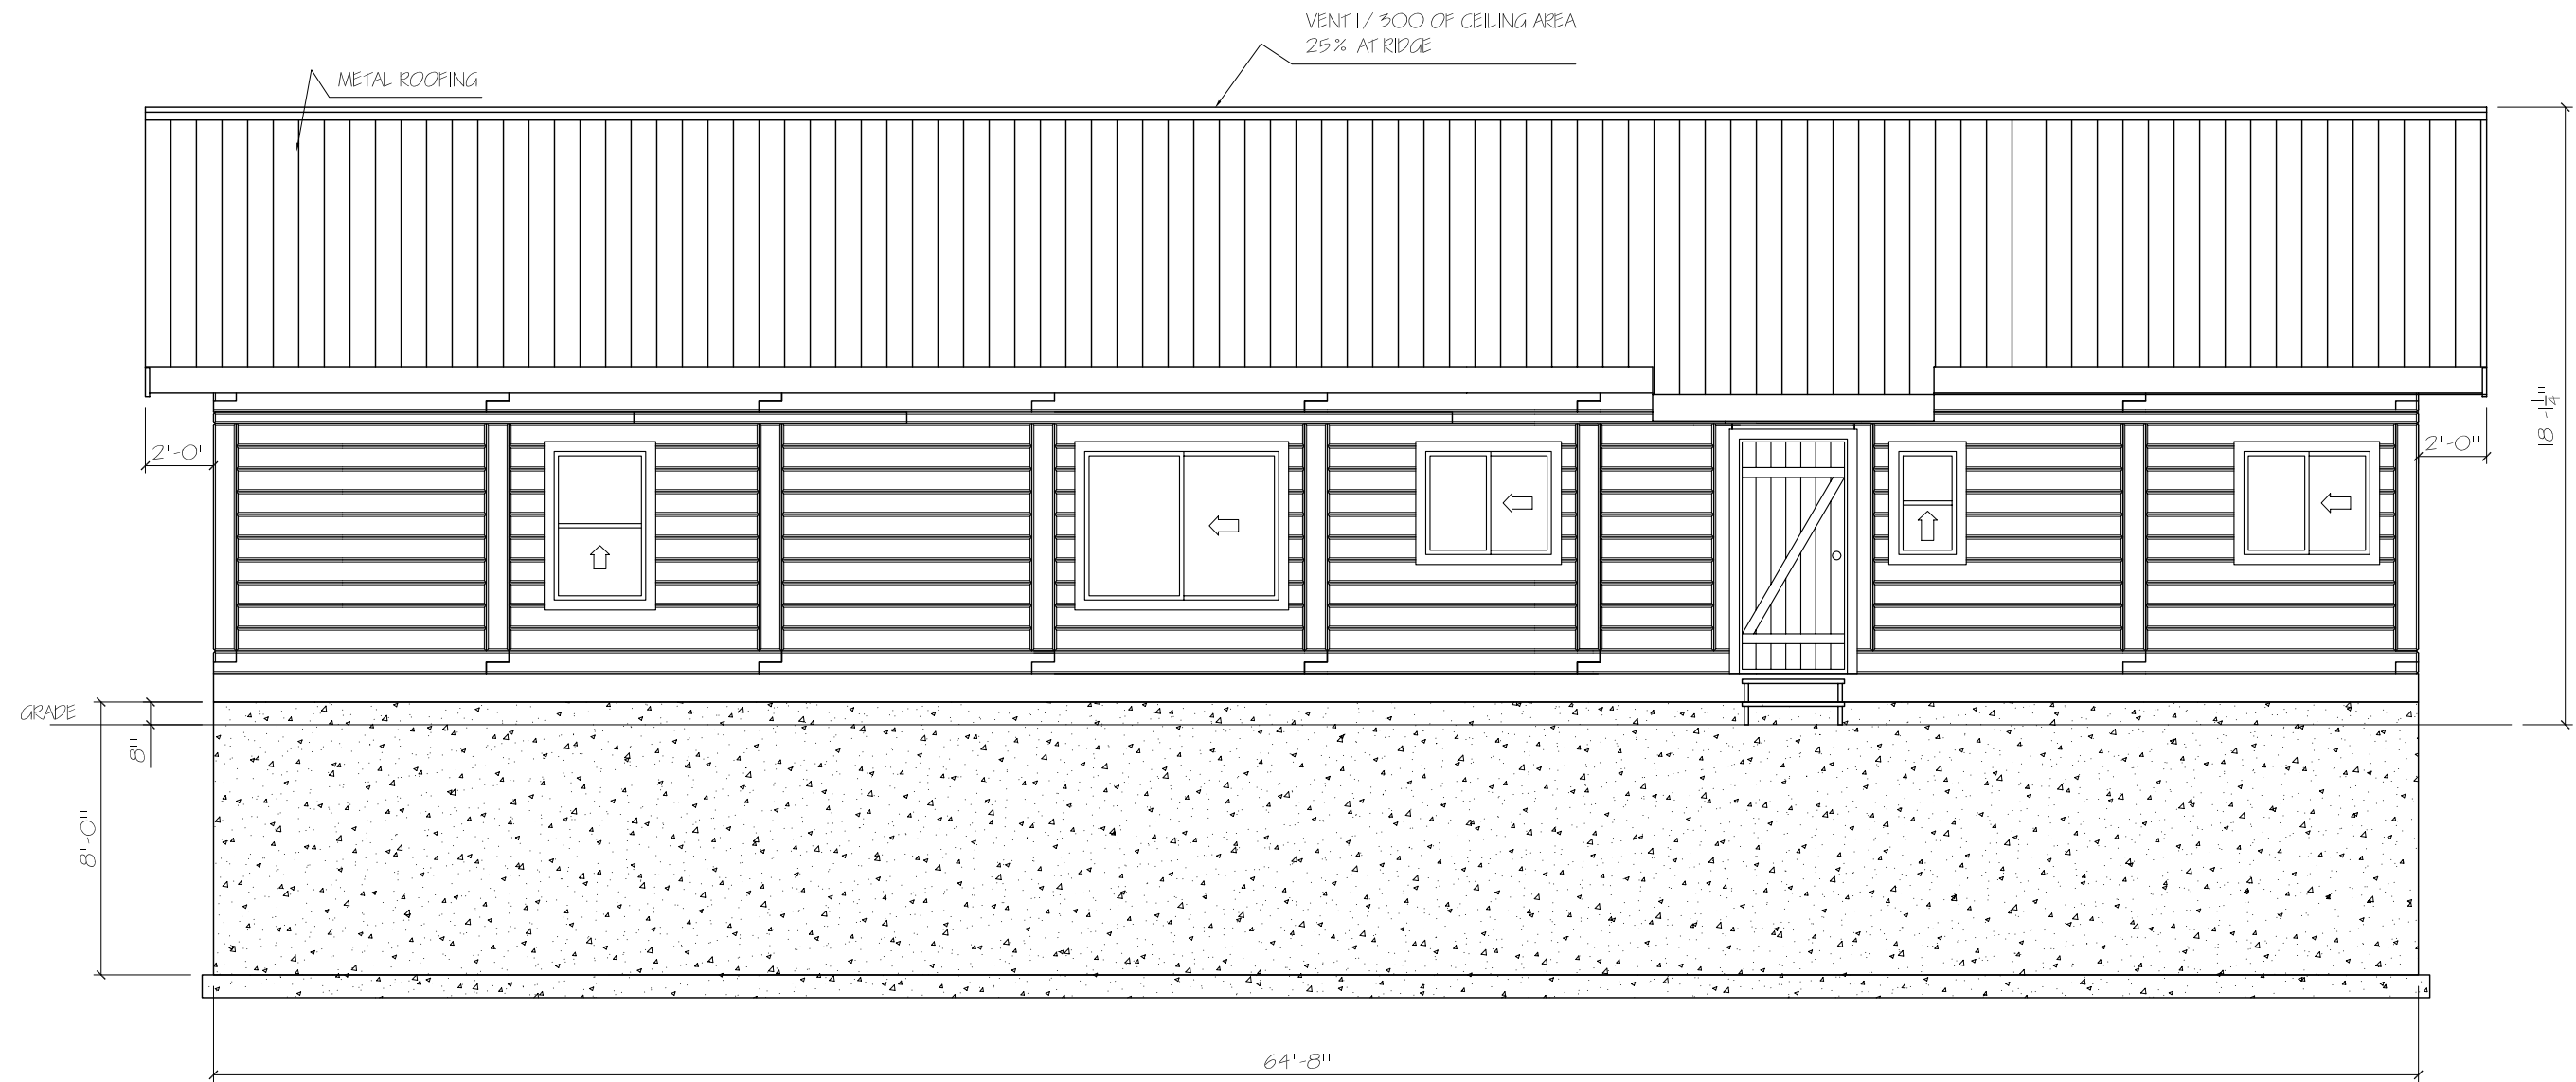 VENT 1/300 OF CEILING AREA
25% AT RIDGE
METAL ROOFING
2'-0"
2'-0"
18'-1 1/4"
GRADE
8"
8'-0"
64'-8"